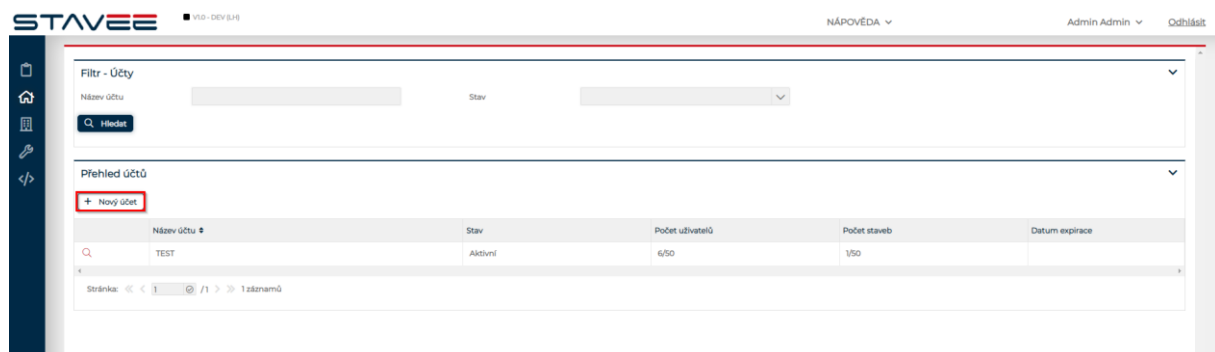 STAVEE
V1.0 - DEV (LH)
NÁPOVĚDA
Admin Admin
Odhlásit
Filtr - Účty
Název účtu
Stav
Hledat
Přehled účtů
+ Nový účet
Název účtu Stav Počet uživatelů Počet staveb Datum expirace
TEST Aktivní 6/50 1/50
Stránka: 1 /1 1 záznamů